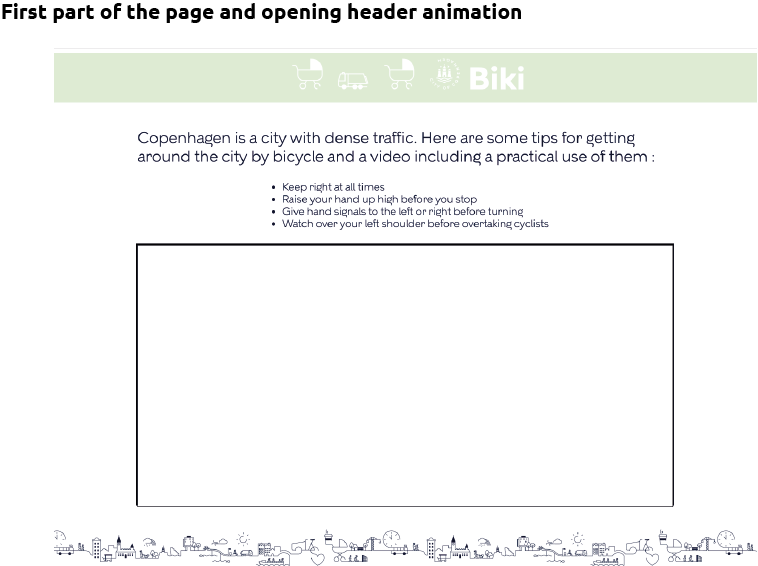 First part of the page and opening header animation
Biki
Copenhagen is a city with dense traffic. Here are some tips for getting
around the city by bicycle and a video including a practical use of them :
• Keep right at all times
• Raise your hand up high before you stop
• Give hand signals to the left or right before turning
• Watch over your left shoulder before overtaking cyclists